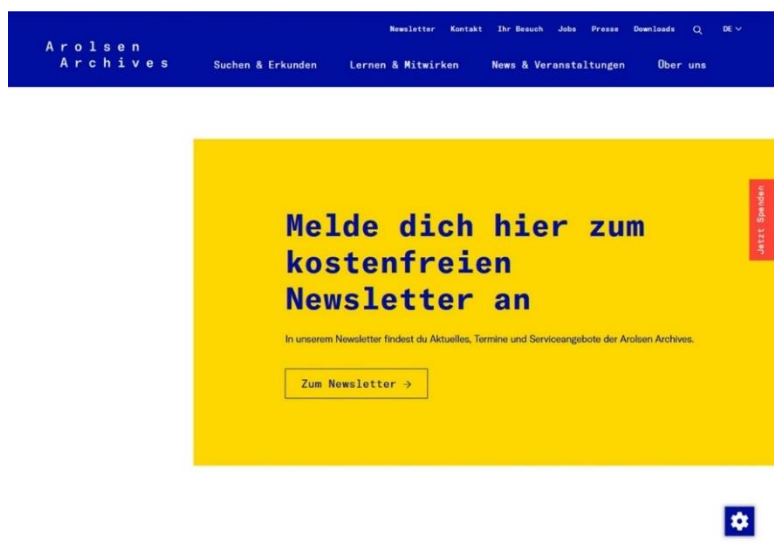 Newsletter Kontakt Ihr Besuch Jobs Presse Downloads DE
Arolsen
Archives
Suchen & Erkunden Lernen & Mitwirken News & Veranstaltungen Über uns
Melde dich hier zum
kostenfreien
Newsletter an
In unserem Newsletter findest du Aktuelles, Termine und Serviceangebote der Arolsen Archives.
Zum Newsletter →
Jetzt Spenden